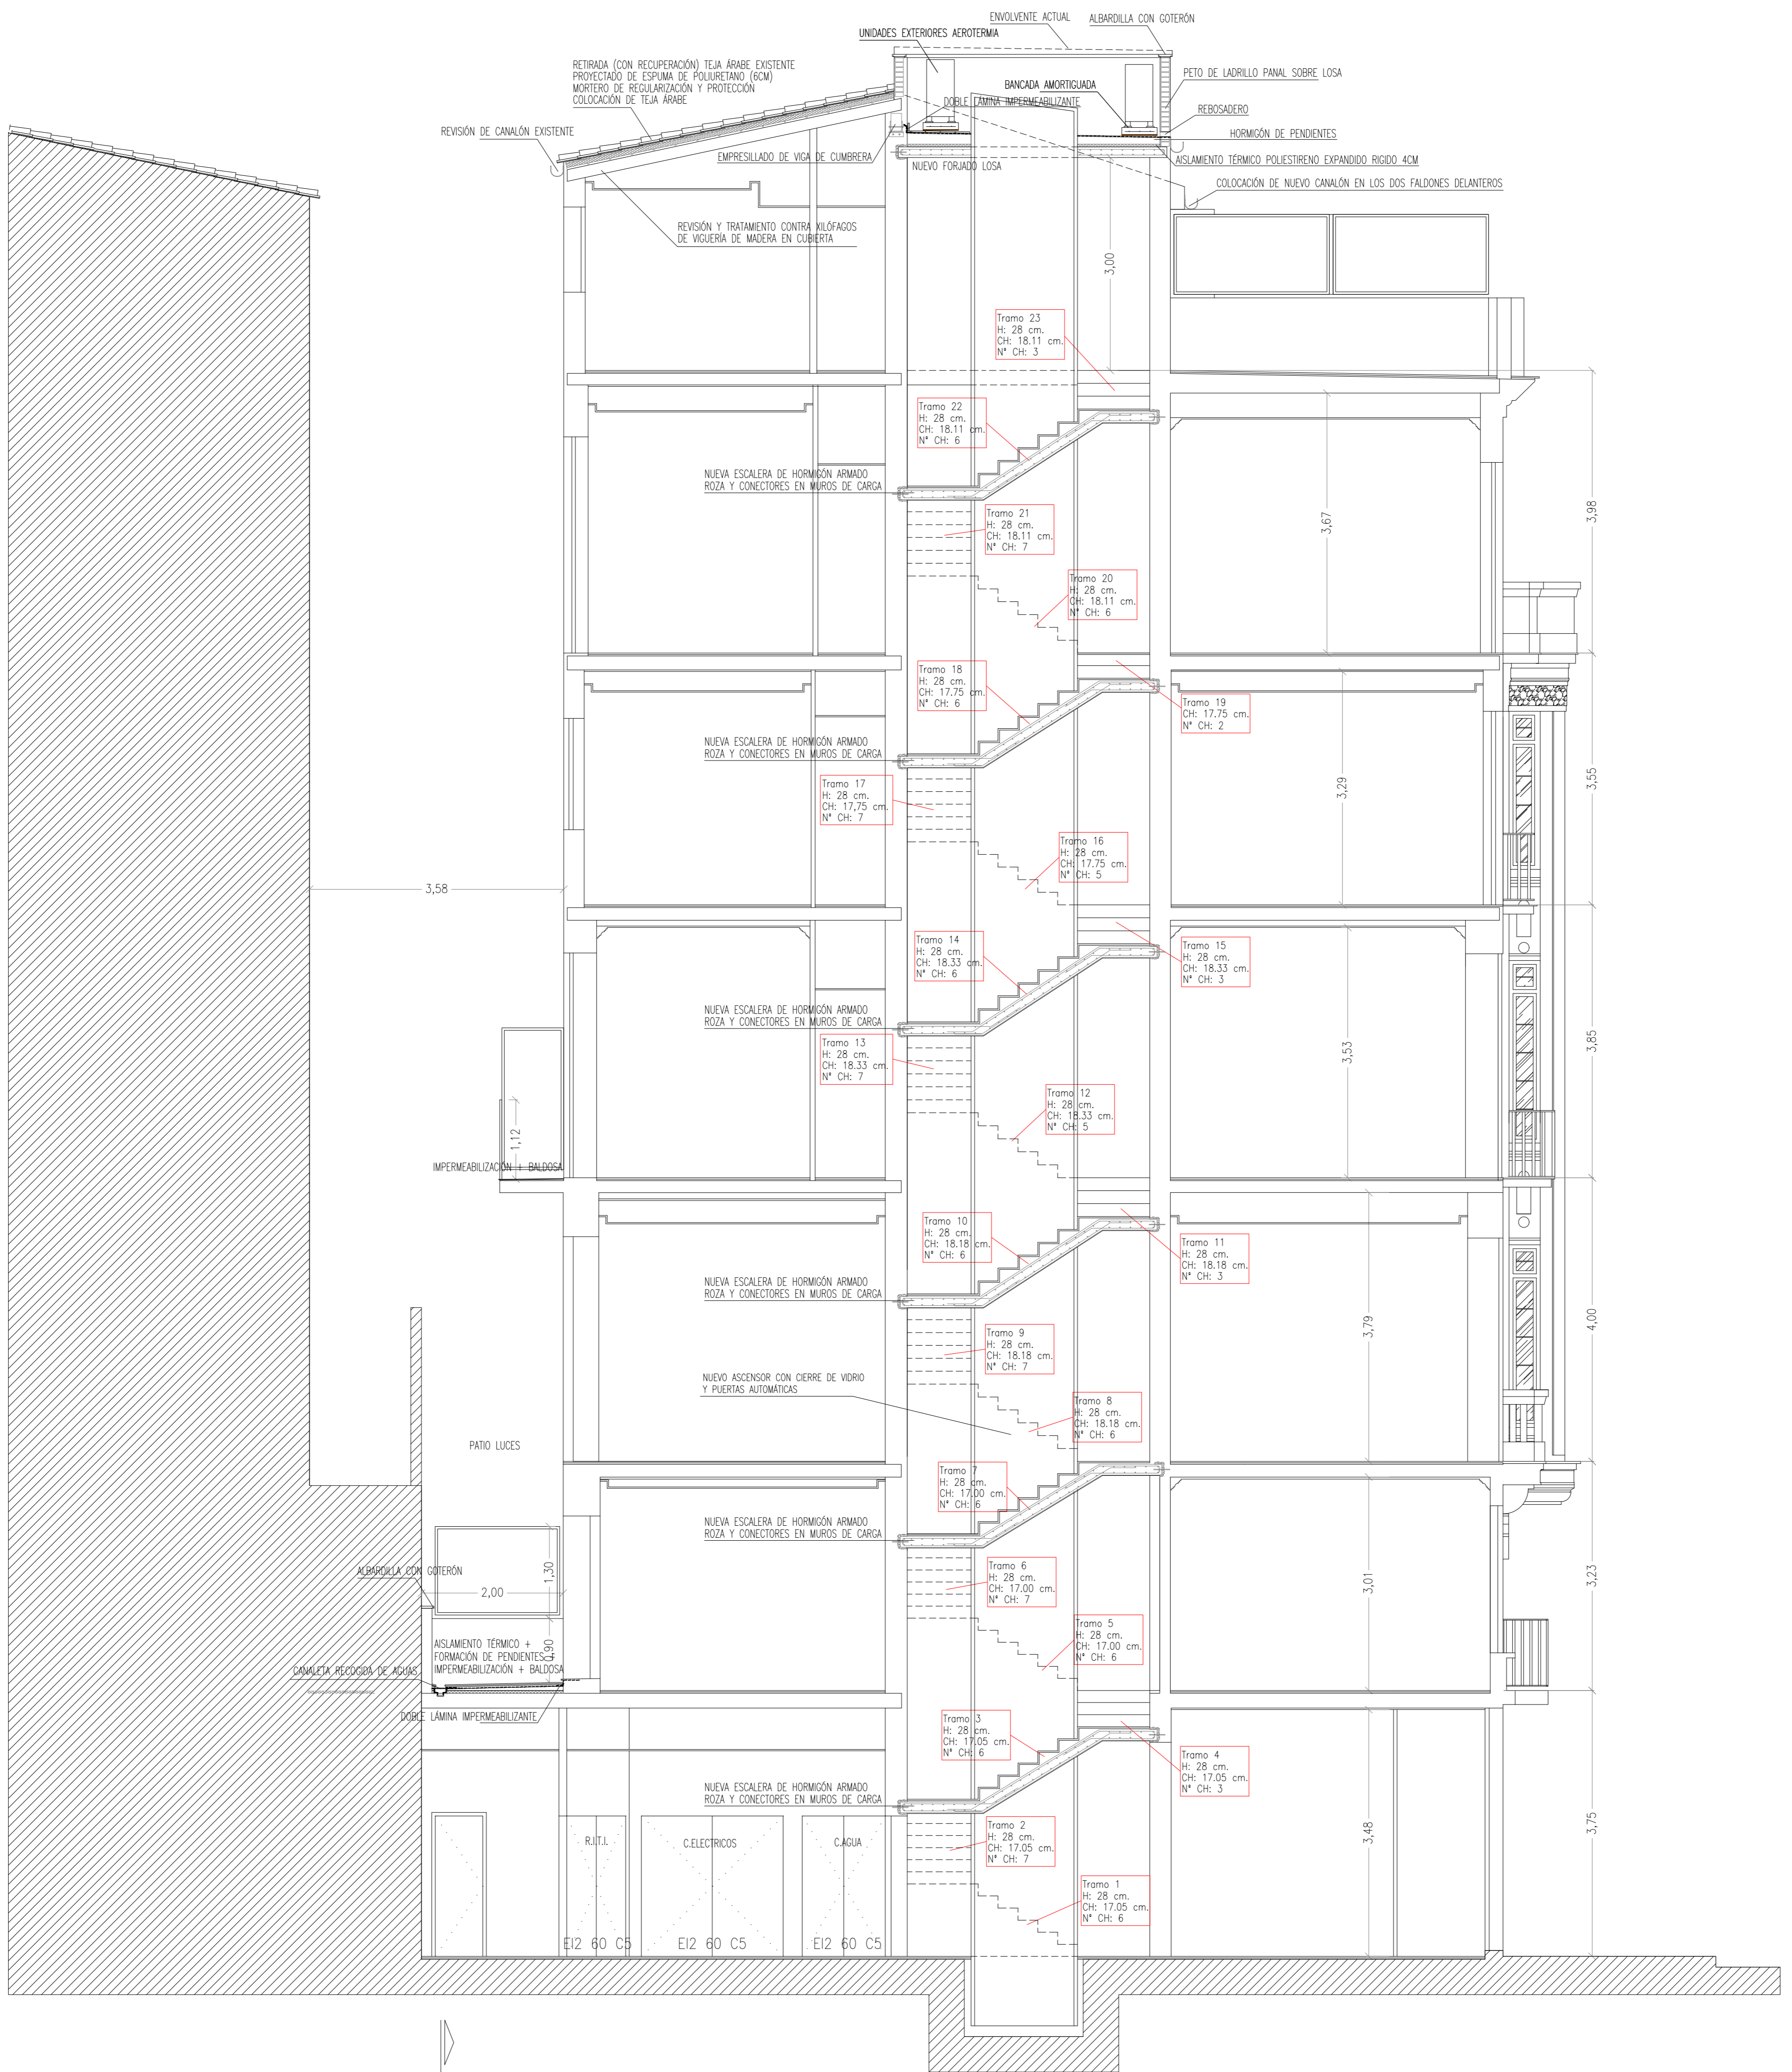 ENVOLVENTE ACTUAL
ALBARDILLA CON GOTERÓN
UNIDADES EXTERIORES AEROTERMIA
RETIRADA (CON RECUPERACIÓN) TEJA ÁRABE EXISTENTE
PROYECTADO DE ESPUMA DE POLIURETANO (6CM)
MORTERO DE REGULARIZACIÓN Y PROTECCIÓN
COLOCACIÓN DE TEJA ÁRABE
PETO DE LADRILLO PANAL SOBRE LOSA
BANCADA AMORTIGUADA
DOBLE LÁMINA IMPERMEABILIZANTE
REBOSADERO
REVISIÓN DE CANALÓN EXISTENTE
HORMIGÓN DE PENDIENTES
EMPRESILLADO DE VIGA DE CUMBRERA
AISLAMIENTO TÉRMICO POLIESTIRENO EXPANDIDO RIGIDO 4CM
NUEVO FORJADO LOSA
COLOCACIÓN DE NUEVO CANALÓN EN LOS DOS FALDONES DELANTEROS
REVISIÓN Y TRATAMIENTO CONTRA XILÓFAGOS
DE VIGUERÍA DE MADERA EN CUBIERTA
3,00
Tramo 23
H: 28 cm.
CH: 18.11 cm.
Nª CH: 3
Tramo 22
H: 28 cm.
CH: 18.11 cm.
Nª CH: 6
NUEVA ESCALERA DE HORMIGÓN ARMADO
ROZA Y CONECTORES EN MUROS DE CARGA
Tramo 21
H: 28 cm.
CH: 18.11 cm.
Nª CH: 7
3,67
3,98
Tramo 20
H: 28 cm.
CH: 18.11 cm.
Nª CH: 6
Tramo 18
H: 28 cm.
CH: 17.75 cm.
Nª CH: 6
Tramo 19
CH: 17.75 cm.
Nª CH: 2
NUEVA ESCALERA DE HORMIGÓN ARMADO
ROZA Y CONECTORES EN MUROS DE CARGA
Tramo 17
H: 28 cm.
CH: 17,75 cm.
Nª CH: 7
3,29
3,55
Tramo 16
H: 28 cm.
CH: 17.75 cm.
Nª CH: 5
3,58
Tramo 14
H: 28 cm.
CH: 18.33 cm.
Nª CH: 6
Tramo 15
H: 28 cm.
CH: 18.33 cm.
Nª CH: 3
NUEVA ESCALERA DE HORMIGÓN ARMADO
ROZA Y CONECTORES EN MUROS DE CARGA
Tramo 13
H: 28 cm.
CH: 18.33 cm.
Nª CH: 7
3,53
3,85
Tramo 12
H: 28 cm.
CH: 18.33 cm.
Nª CH: 5
1,12
IMPERMEABILIZACIÓN + BALDOSA
Tramo 10
H: 28 cm.
CH: 18.18 cm.
Nª CH: 6
Tramo 11
H: 28 cm.
CH: 18.18 cm.
Nª CH: 3
NUEVA ESCALERA DE HORMIGÓN ARMADO
ROZA Y CONECTORES EN MUROS DE CARGA
Tramo 9
H: 28 cm.
CH: 18.18 cm.
Nª CH: 7
3,79
4,00
NUEVO ASCENSOR CON CIERRE DE VIDRIO
Y PUERTAS AUTOMÁTICAS
Tramo 8
H: 28 cm.
CH: 18.18 cm.
Nª CH: 6
PATIO LUCES
Tramo 7
H: 28 cm.
CH: 17.00 cm.
Nª CH: 6
NUEVA ESCALERA DE HORMIGÓN ARMADO
ROZA Y CONECTORES EN MUROS DE CARGA
Tramo 6
H: 28 cm.
CH: 17.00 cm.
Nª CH: 7
ALBARDILLA CON GOTERÓN
2,00
1,30
3,01
3,23
Tramo 5
H: 28 cm.
CH: 17.00 cm.
Nª CH: 6
0,90
AISLAMIENTO TÉRMICO +
FORMACIÓN DE PENDIENTES +
IMPERMEABILIZACIÓN + BALDOSA
CANALETA RECOGIDA DE AGUAS
DOBLE LÁMINA IMPERMEABILIZANTE
Tramo 3
H: 28 cm.
CH: 17.05 cm.
Nª CH: 6
Tramo 4
H: 28 cm.
CH: 17.05 cm.
Nª CH: 3
NUEVA ESCALERA DE HORMIGÓN ARMADO
ROZA Y CONECTORES EN MUROS DE CARGA
Tramo 2
H: 28 cm.
CH: 17.05 cm.
Nª CH: 7
3,48
3,75
R.I.T.I.
C.ELECTRICOS
C.AGUA
Tramo 1
H: 28 cm.
CH: 17.05 cm.
Nª CH: 6
EI2 60 C5
EI2 60 C5
EI2 60 C5